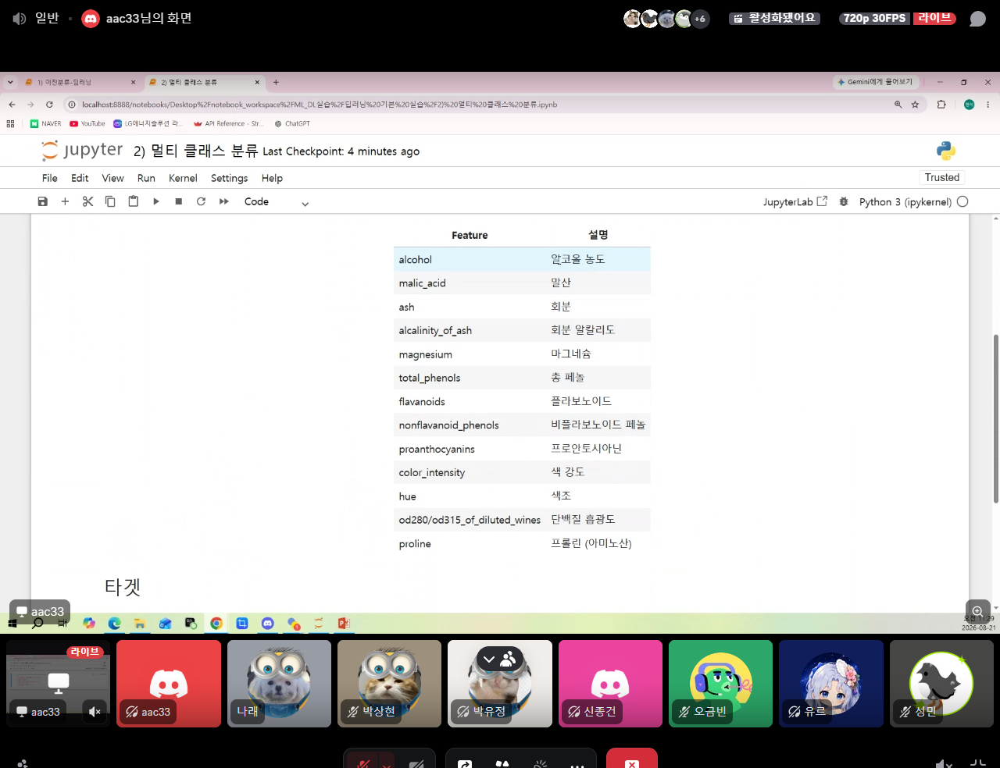 일반 • aac33님의 화면
+6 활성화됐어요 720p 30FPS 라이브
1) 이진분류-딥러닝
2) 멀티 클래스 분류
Gemini에게 물어보기
localhost:8888/notebooks/Desktop%2Fnotebook_workspace%2FML_DL실습%2F딥러닝%20기본%20실습%2F2)%20멀티%20클래스%20분류.ipynb
NAVER YouTube LG에너지솔루션 라... API Reference - Str... ChatGPT
jupyter 2) 멀티 클래스 분류 Last Checkpoint: 4 minutes ago
File Edit View Run Kernel Settings Help Trusted
Code JupyterLab Python 3 (ipykernel)
Feature 설명
alcohol 알코올 농도
malic_acid 말산
ash 회분
alcalinity_of_ash 회분 알칼리도
magnesium 마그네슘
total_phenols 총 페놀
flavanoids 플라보노이드
nonflavanoid_phenols 비플라보노이드 페놀
proanthocyanins 프로안토시아닌
color_intensity 색 강도
hue 색조
od280/od315_of_diluted_wines 단백질 흡광도
proline 프롤린 (아미노산)
타겟
aac33
오전 11:29
2026-08-21
라이브
aac33 aac33 나래 박상현 박유정 신종건 오금빈 유르 성민